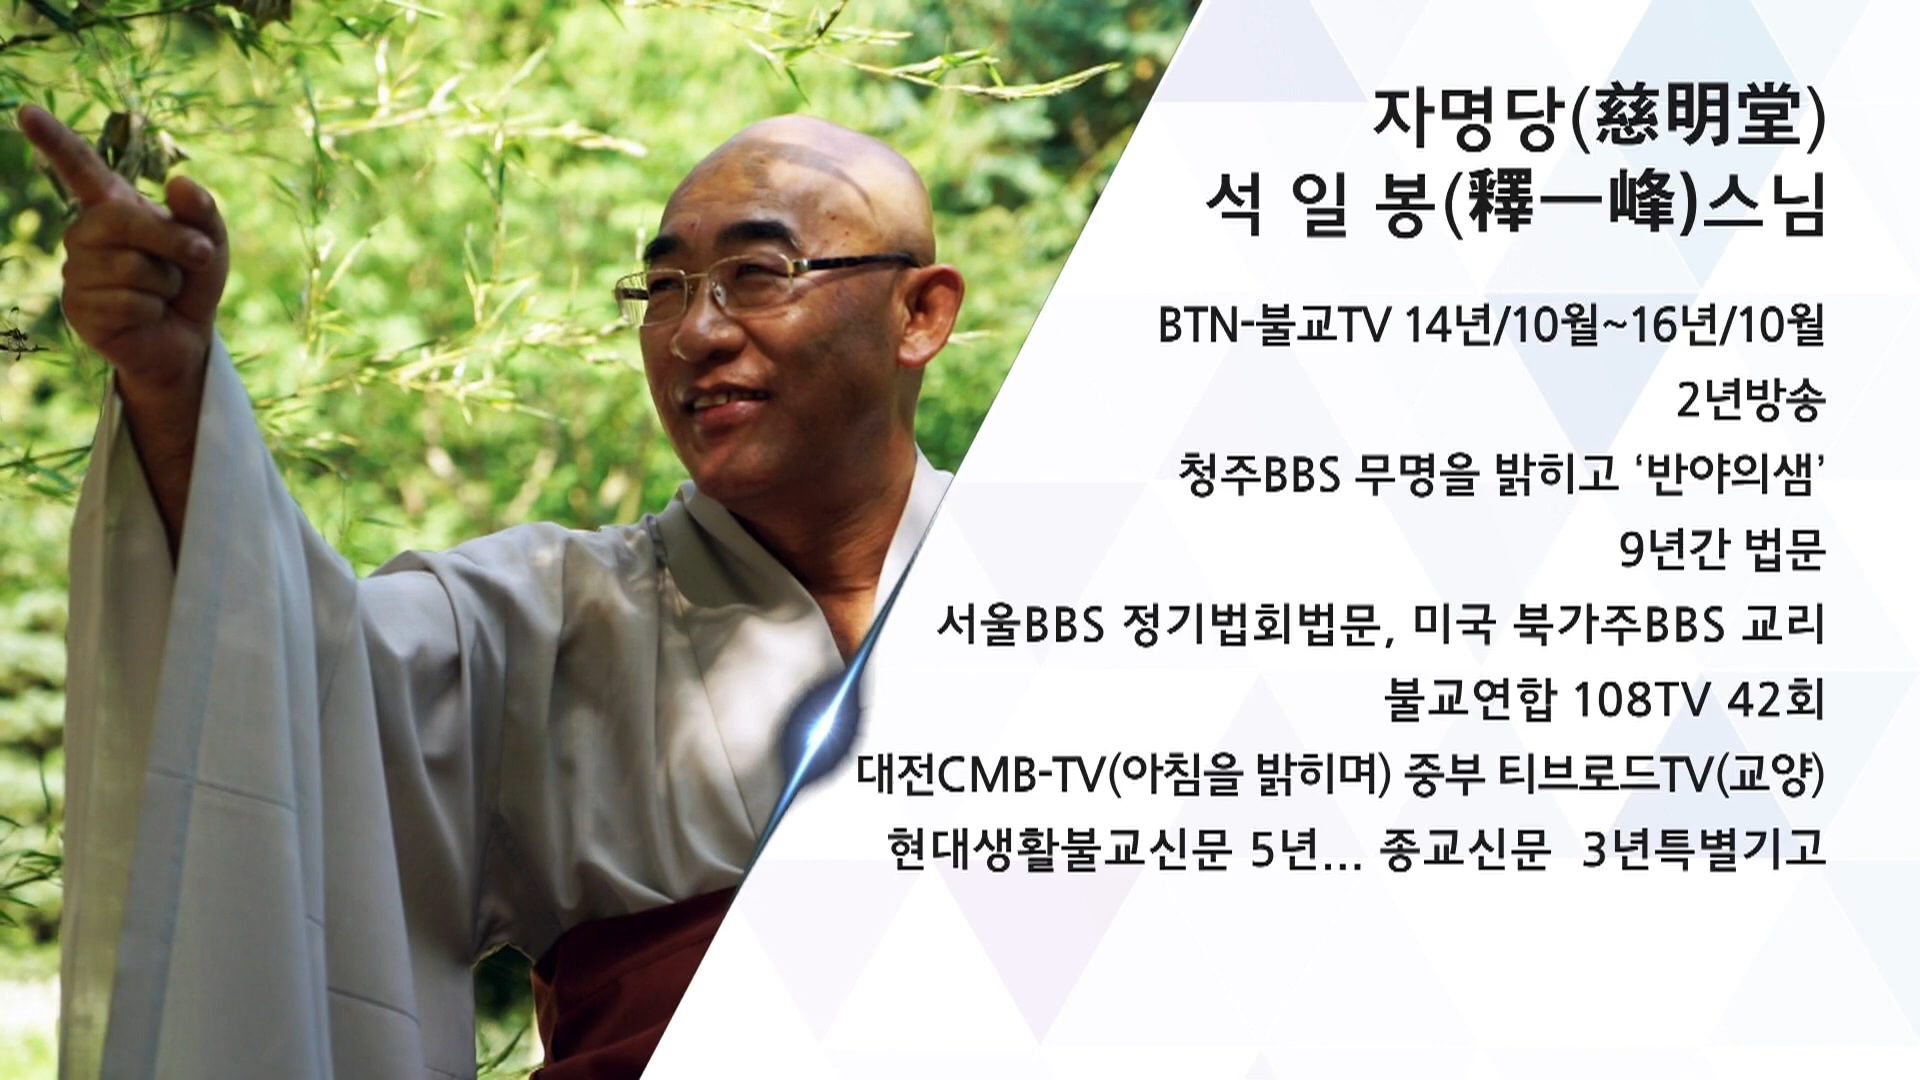 자명당(慈明堂)
석 일 봉(釋一峰)스님
BTN-불교TV 14년/10월~16년/10월
2년방송
청주BBS 무명을 밝히고 ‘반야의샘’
9년간 법문
서울BBS 정기법회법문, 미국 북가주BBS 교리
불교연합 108TV 42회
대전CMB-TV(아침을 밝히며) 중부 티브로드TV(교양)
현대생활불교신문 5년... 종교신문 3년특별기고